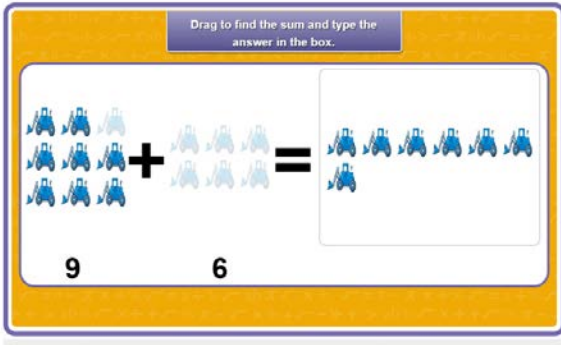 Drag to find the sum and type the
answer in the box.
+ =
9 6